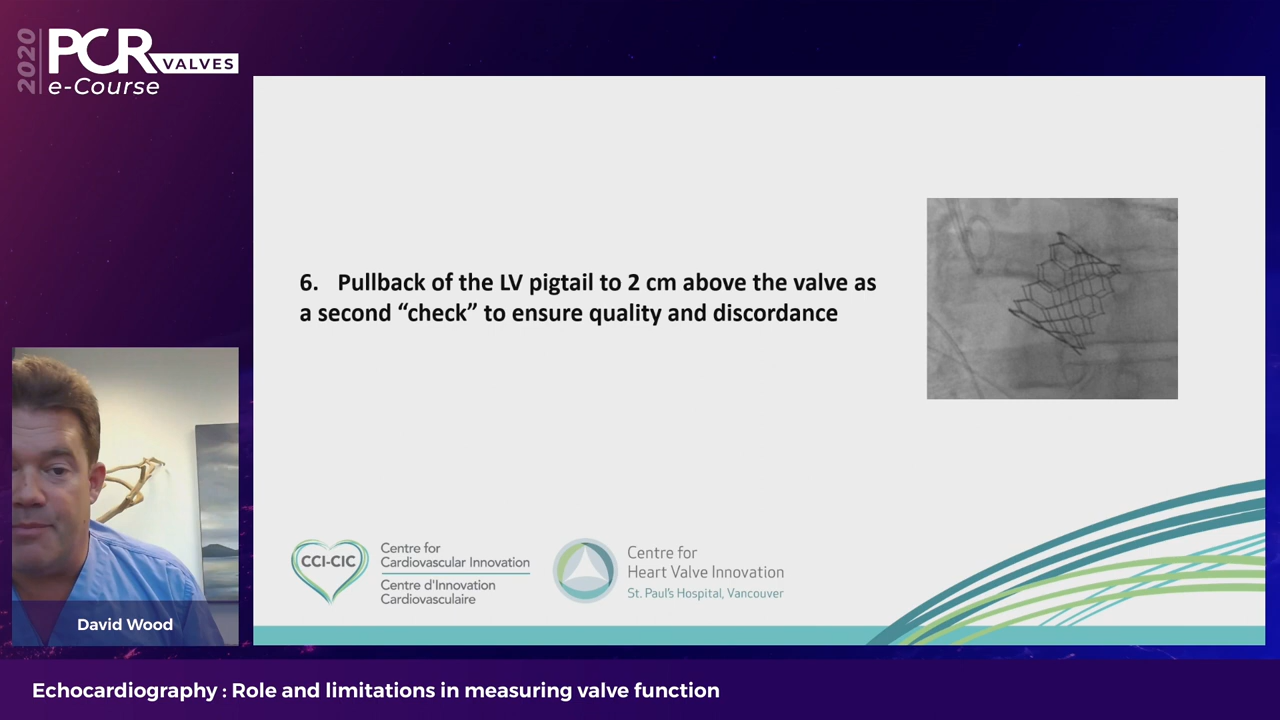 2020
PCR
VALVES
e-Course
6. Pullback of the LV pigtail to 2 cm above the valve as
a second “check” to ensure quality and discordance
CCI-CIC
Centre for
Cardiovascular Innovation
Centre d'Innovation
Cardiovasculaire
Centre for
Heart Valve Innovation
St. Paul's Hospital, Vancouver
David Wood
Echocardiography : Role and limitations in measuring valve function